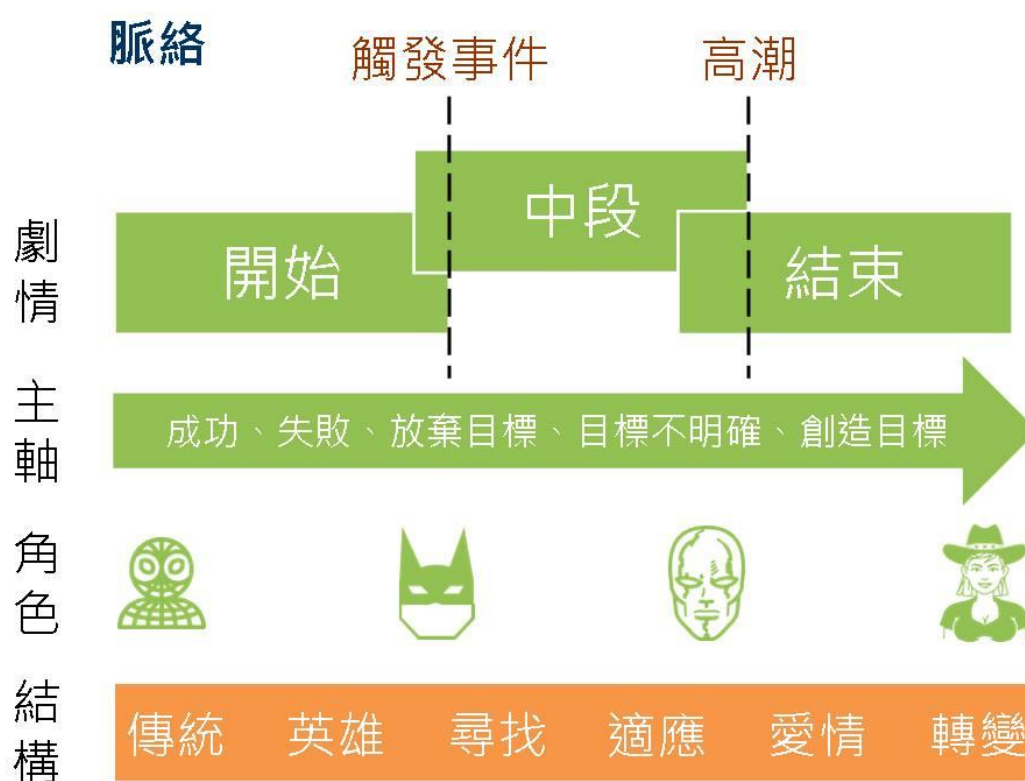 脈絡
觸發事件
高潮
劇情
開始
中段
結束
主軸
成功、失敗、放棄目標、目標不明確、創造目標
角色
結構
傳統 英雄 尋找 適應 愛情 轉變